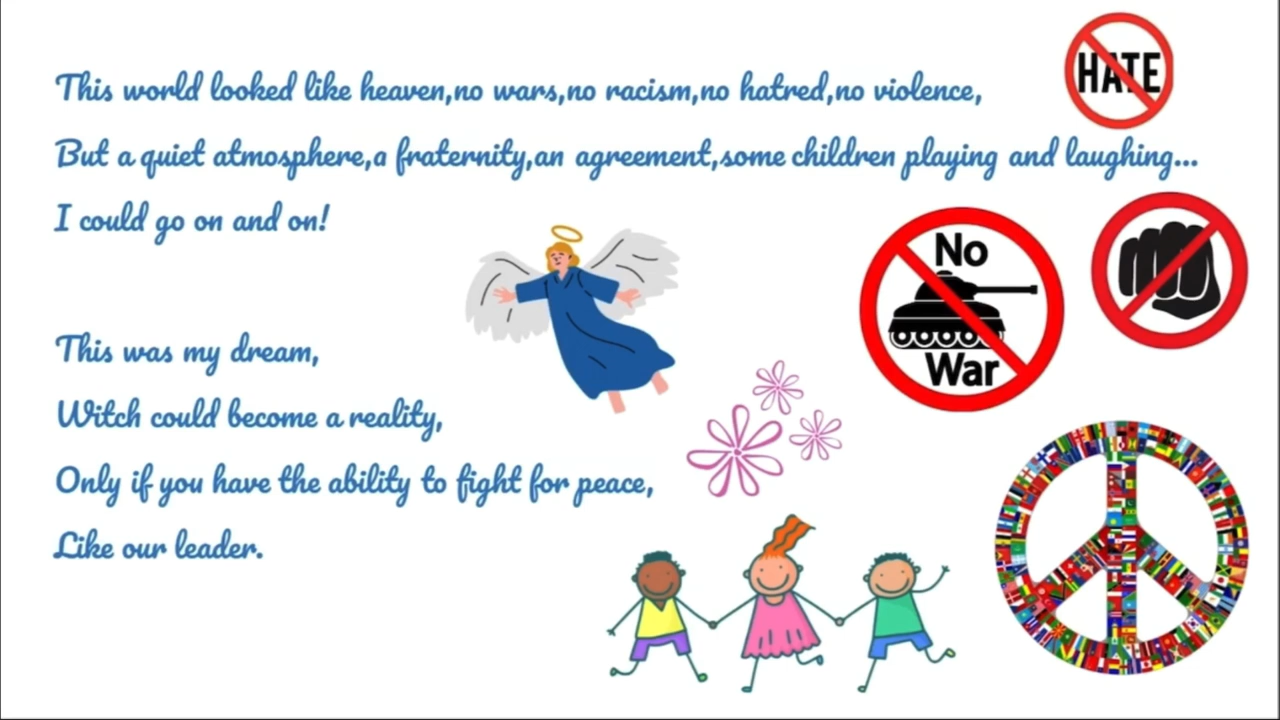 HATE
This world looked like heaven,no wars,no racism,no hatred,no violence,
But a quiet atmosphere,a fraternity,an agreement,some children playing and laughing...
I could go on and on!
No
War
This was my dream,
Witch could become a reality,
Only if you have the ability to fight for peace,
Like our leader.